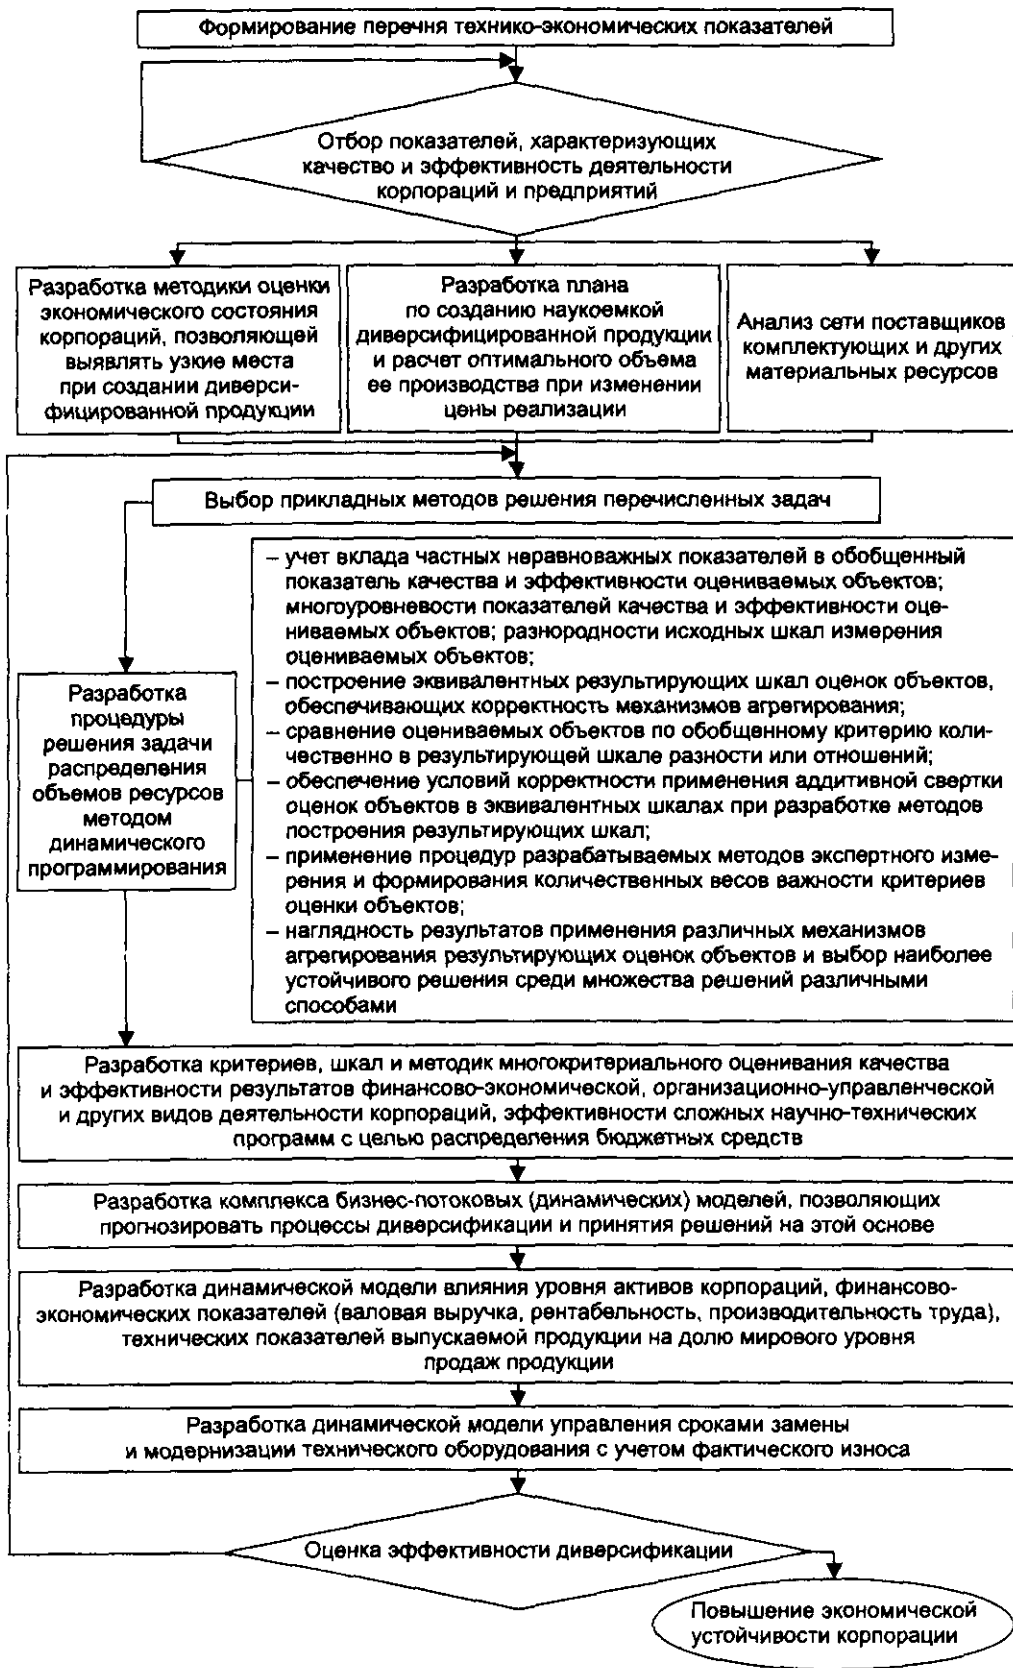 Формирование перечня технико-экономических показателей
Отбор показателей, характеризующих
качество и эффективность деятельности
корпораций и предприятий
Разработка методики оценки
экономического состояния
корпораций, позволяющей
выявлять узкие места
при создании диверси-
фицированной продукции
Разработка плана
по созданию наукоемкой
диверсифицированной продукции
и расчет оптимального объема
ее производства при изменении
цены реализации
Анализ сети поставщиков
комплектующих и других
материальных ресурсов
Выбор прикладных методов решения перечисленных задач
Разработка
процедуры
решения задачи
распределения
объемов ресурсов
методом
динамического
программирования
– учет вклада частных неравноважных показателей в обобщенный
показатель качества и эффективности оцениваемых объектов;
многоуровневости показателей качества и эффективности оце-
ниваемых объектов; разнородности исходных шкал измерения
оцениваемых объектов;
– построение эквивалентных результирующих шкал оценок объектов,
обеспечивающих корректность механизмов агрегирования;
– сравнение оцениваемых объектов по обобщенному критерию коли-
чественно в результирующей шкале разности или отношений;
– обеспечение условий корректности применения аддитивной свертки
оценок объектов в эквивалентных шкалах при разработке методов
построения результирующих шкал;
– применение процедур разрабатываемых методов экспертного изме-
рения и формирования количественных весов важности критериев
оценки объектов;
– наглядность результатов применения различных механизмов
агрегирования результирующих оценок объектов и выбор наиболее
устойчивого решения среди множества решений различными
способами
Разработка критериев, шкал и методик многокритериального оценивания качества
и эффективности результатов финансово-экономической, организационно-управленческой
и других видов деятельности корпораций, эффективности сложных научно-технических
программ с целью распределения бюджетных средств
Разработка комплекса бизнес-потоковых (динамических) моделей, позволяющих
прогнозировать процессы диверсификации и принятия решений на этой основе
Разработка динамической модели влияния уровня активов корпораций, финансово-
экономических показателей (валовая выручка, рентабельность, производительность труда),
технических показателей выпускаемой продукции на долю мирового уровня
продаж продукции
Разработка динамической модели управления сроками замены
и модернизации технического оборудования с учетом фактического износа
Оценка эффективности диверсификации
Повышение экономической
устойчивости корпорации